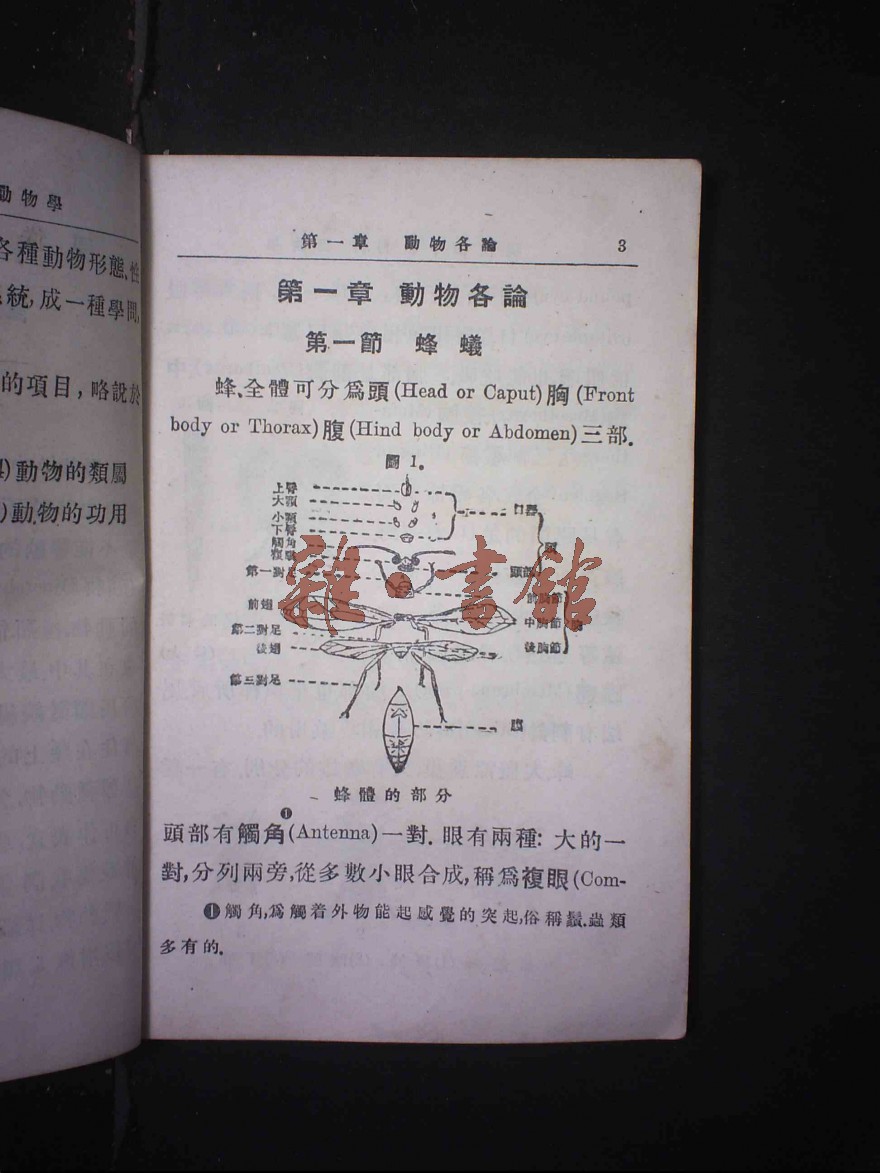 動物學
各種動物形態、性
統,成一種學問,
的項目,略說於
)動物的類屬
)動物的功用
第一章 動物各論 3
第一章 動物各論
第一節 蜂 蟻
蜂、全體可分爲頭(Head or Caput)胸(Front
body or Thorax)腹(Hind body or Abdomen)三部.
圖1.
上唇
大顎
小顎
下唇
觸角
複眼
第一對足
前翅
第二對足
後翅
第三對足
口器
頭部
前胸節
中胸節
後胸節
腹
雜·書館
蜂體的部分
頭部有觸角❶(Antenna)一對. 眼有兩種: 大的一
對,分列兩旁,從多數小眼合成,稱爲複眼(Com-
❶觸角,爲觸着外物能起感覺的突起,俗稱鬚.蟲類
多有的.